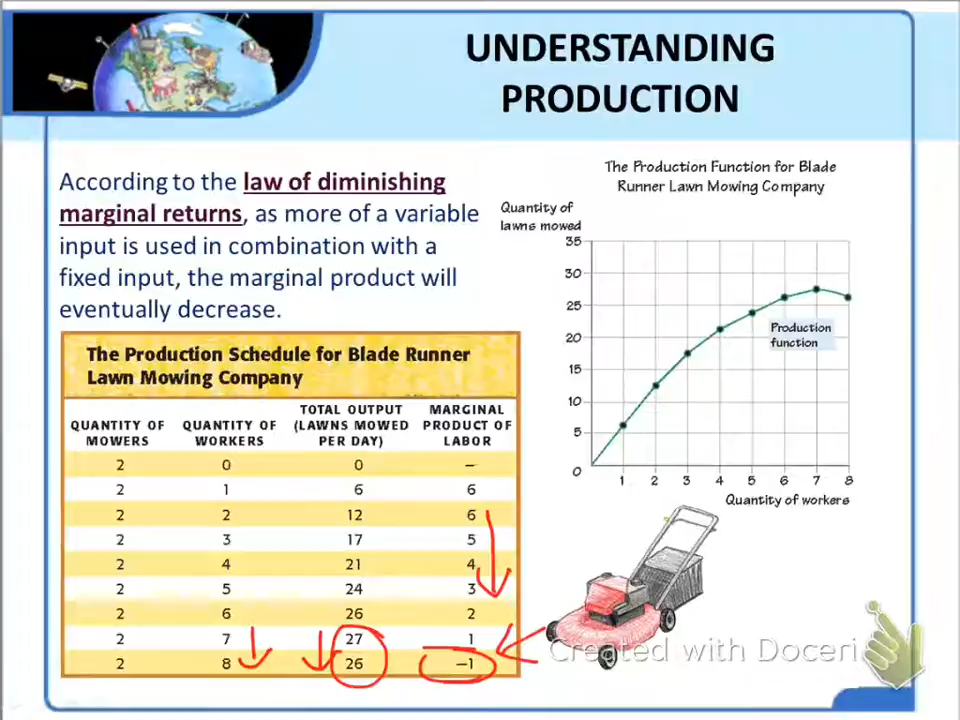 UNDERSTANDING
PRODUCTION
According to the law of diminishing
marginal returns, as more of a variable
input is used in combination with a
fixed input, the marginal product will
eventually decrease.
The Production Schedule for Blade Runner
Lawn Mowing Company
QUANTITY OF MOWERS
QUANTITY OF WORKERS
TOTAL OUTPUT (LAWNS MOWED PER DAY)
MARGINAL PRODUCT OF LABOR
2 0 0 –
2 1 6 6
2 2 12 6
2 3 17 5
2 4 21 4
2 5 24 3
2 6 26 2
2 7 27 1
2 8 26 –1
The Production Function for Blade
Runner Lawn Mowing Company
Quantity of
lawns mowed
35
30
25
20
15
10
5
0
Production
function
1 2 3 4 5 6 7 8
Quantity of workers
Created with Doceri